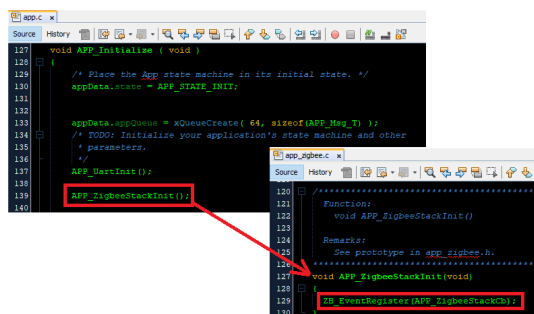 app.c x
Source History
127 void APP_Initialize ( void )
128 {
129 /* Place the App state machine in its initial state. */
130 appData.state = APP_STATE_INIT;
131
132
133 appData.appQueue = xQueueCreate( 64, sizeof(APP_Msg_T) );
134 /* TODO: Initialize your application's state machine and other
135 * parameters.
136 */
137 APP_UartInit();
138
139 APP_ZigbeeStackInit();
140
app_zigbee.c x
Source History
120 /****************************************
121 Function:
122 void APP_ZigbeeStackInit()
123
124 Remarks:
125 See prototype in app_zigbee.h.
126 ****************************************
127 void APP_ZigbeeStackInit(void)
128 {
129 ZB_EventRegister(APP_ZigbeeStackCb);
130 }